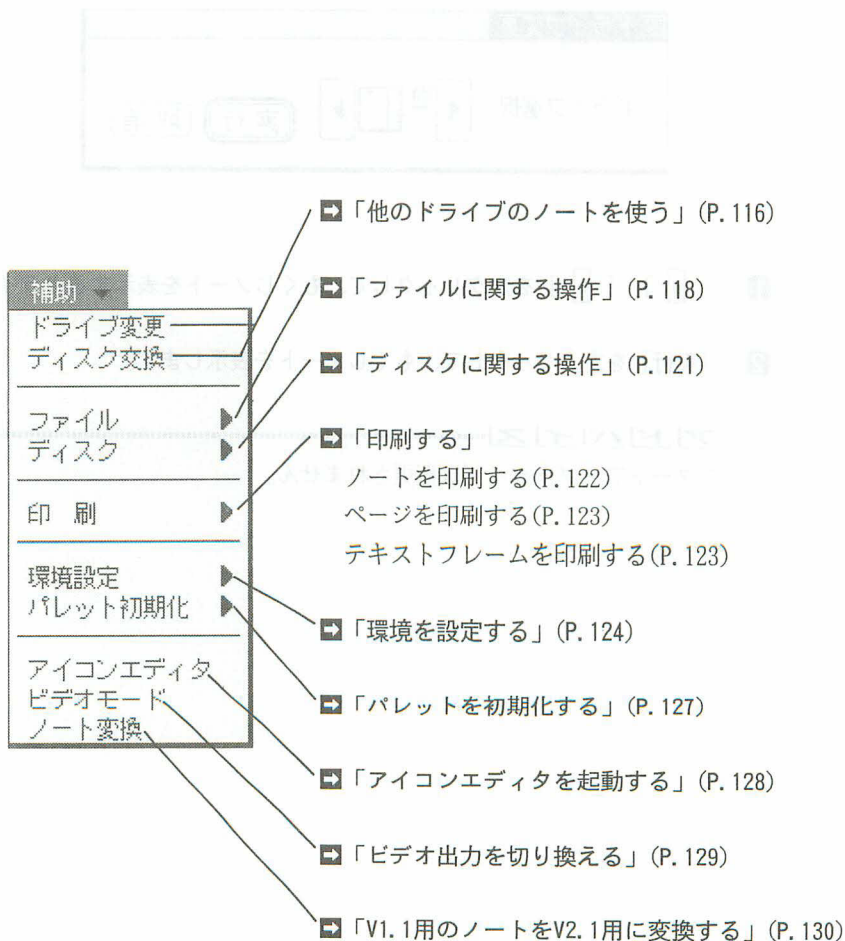 補助
ドライブ変更
ディスク交換
ファイル
ディスク
印 刷
環境設定
パレット初期化
アイコンエディタ
ビデオモード
ノート変換
「他のドライブのノートを使う」(P.116)
「ファイルに関する操作」(P.118)
「ディスクに関する操作」(P.121)
「印刷する」
ノートを印刷する(P.122)
ページを印刷する(P.123)
テキストフレームを印刷する(P.123)
「環境を設定する」(P.124)
「パレットを初期化する」(P.127)
「アイコンエディタを起動する」(P.128)
「ビデオ出力を切り換える」(P.129)
「V1.1用のノートをV2.1用に変換する」(P.130)